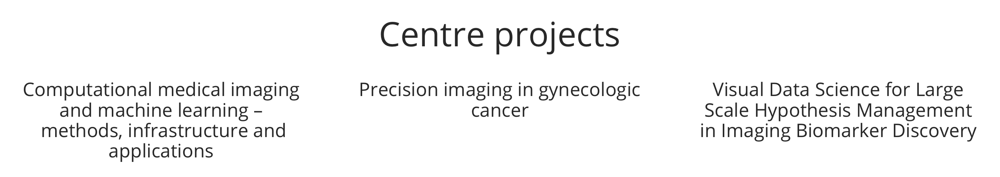 Centre projects
Computational medical imaging
and machine learning –
methods, infrastructure and
applications
Precision imaging in gynecologic
cancer
Visual Data Science for Large
Scale Hypothesis Management
in Imaging Biomarker Discovery